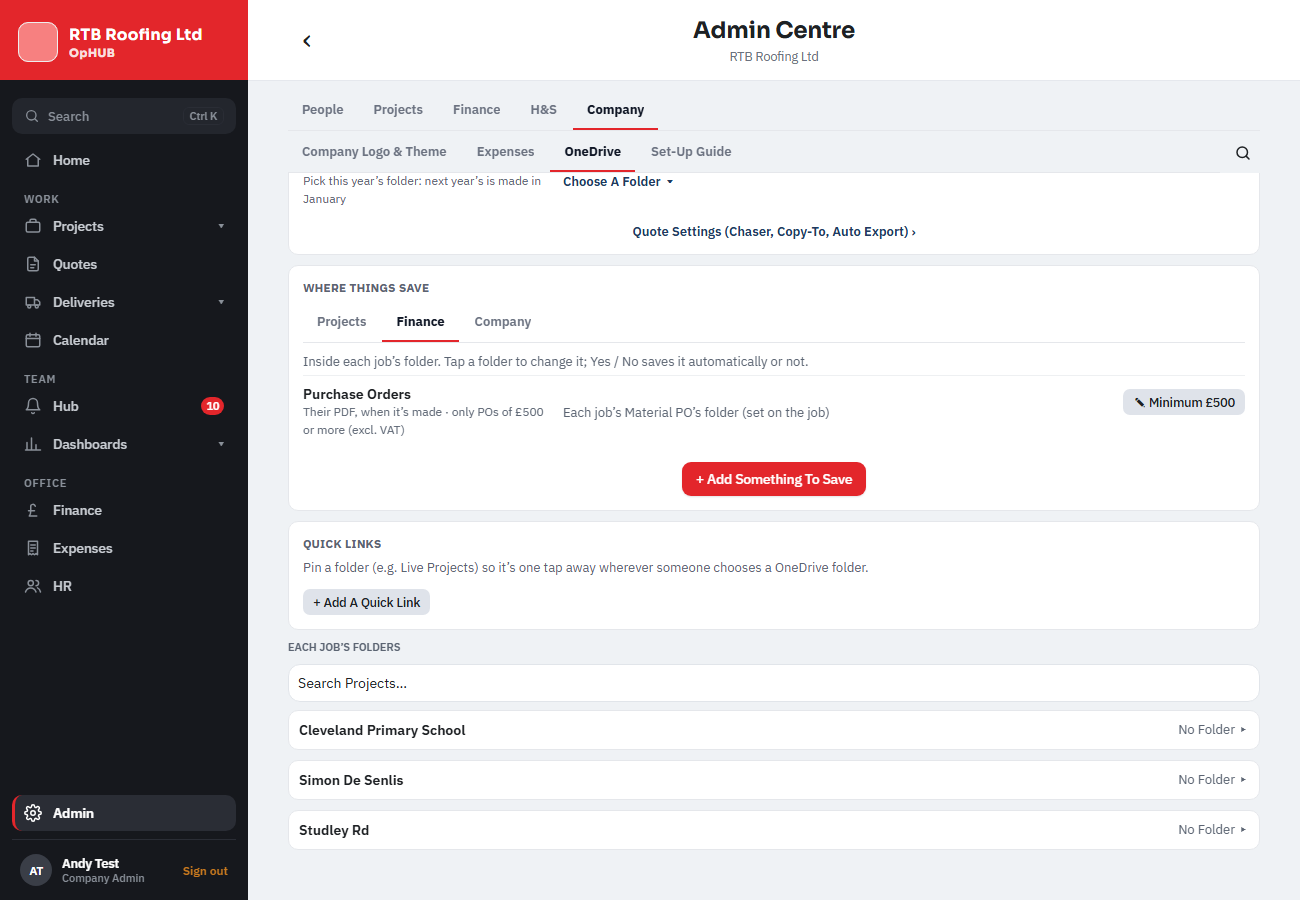 RTB Roofing Ltd
OpHUB
Search
Ctrl K
Home
WORK
Projects
Quotes
Deliveries
Calendar
TEAM
Hub
10
Dashboards
OFFICE
Finance
Expenses
HR
Admin
AT
Andy Test
Company Admin
Sign out
Admin Centre
RTB Roofing Ltd
People
Projects
Finance
H&S
Company
Company Logo & Theme
Expenses
OneDrive
Set-Up Guide
Pick this year’s folder: next year’s is made in
January
Choose A Folder
Quote Settings (Chaser, Copy-To, Auto Export) ›
WHERE THINGS SAVE
Projects
Finance
Company
Inside each job’s folder. Tap a folder to change it; Yes / No saves it automatically or not.
Purchase Orders
Their PDF, when it’s made · only POs of £500
or more (excl. VAT)
Each job’s Material PO’s folder (set on the job)
Minimum £500
+ Add Something To Save
QUICK LINKS
Pin a folder (e.g. Live Projects) so it’s one tap away wherever someone chooses a OneDrive folder.
+ Add A Quick Link
EACH JOB’S FOLDERS
Search Projects...
Cleveland Primary School
No Folder
Simon De Senlis
No Folder
Studley Rd
No Folder